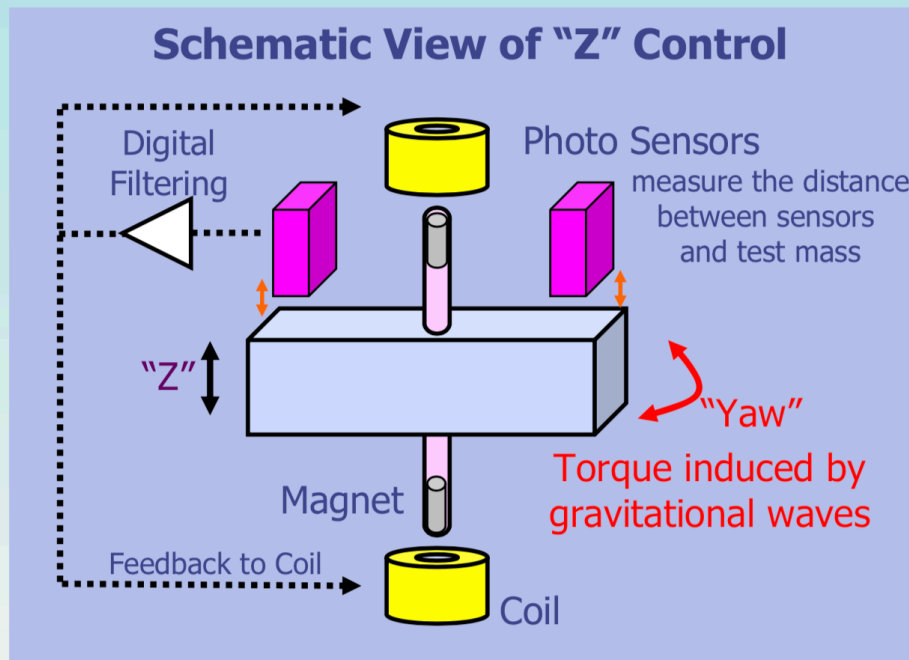 Schematic View of “Z” Control
Digital
Filtering
Photo Sensors
measure the distance
between sensors
and test mass
“Z”
“Yaw”
Torque induced by
gravitational waves
Magnet
Feedback to Coil
Coil